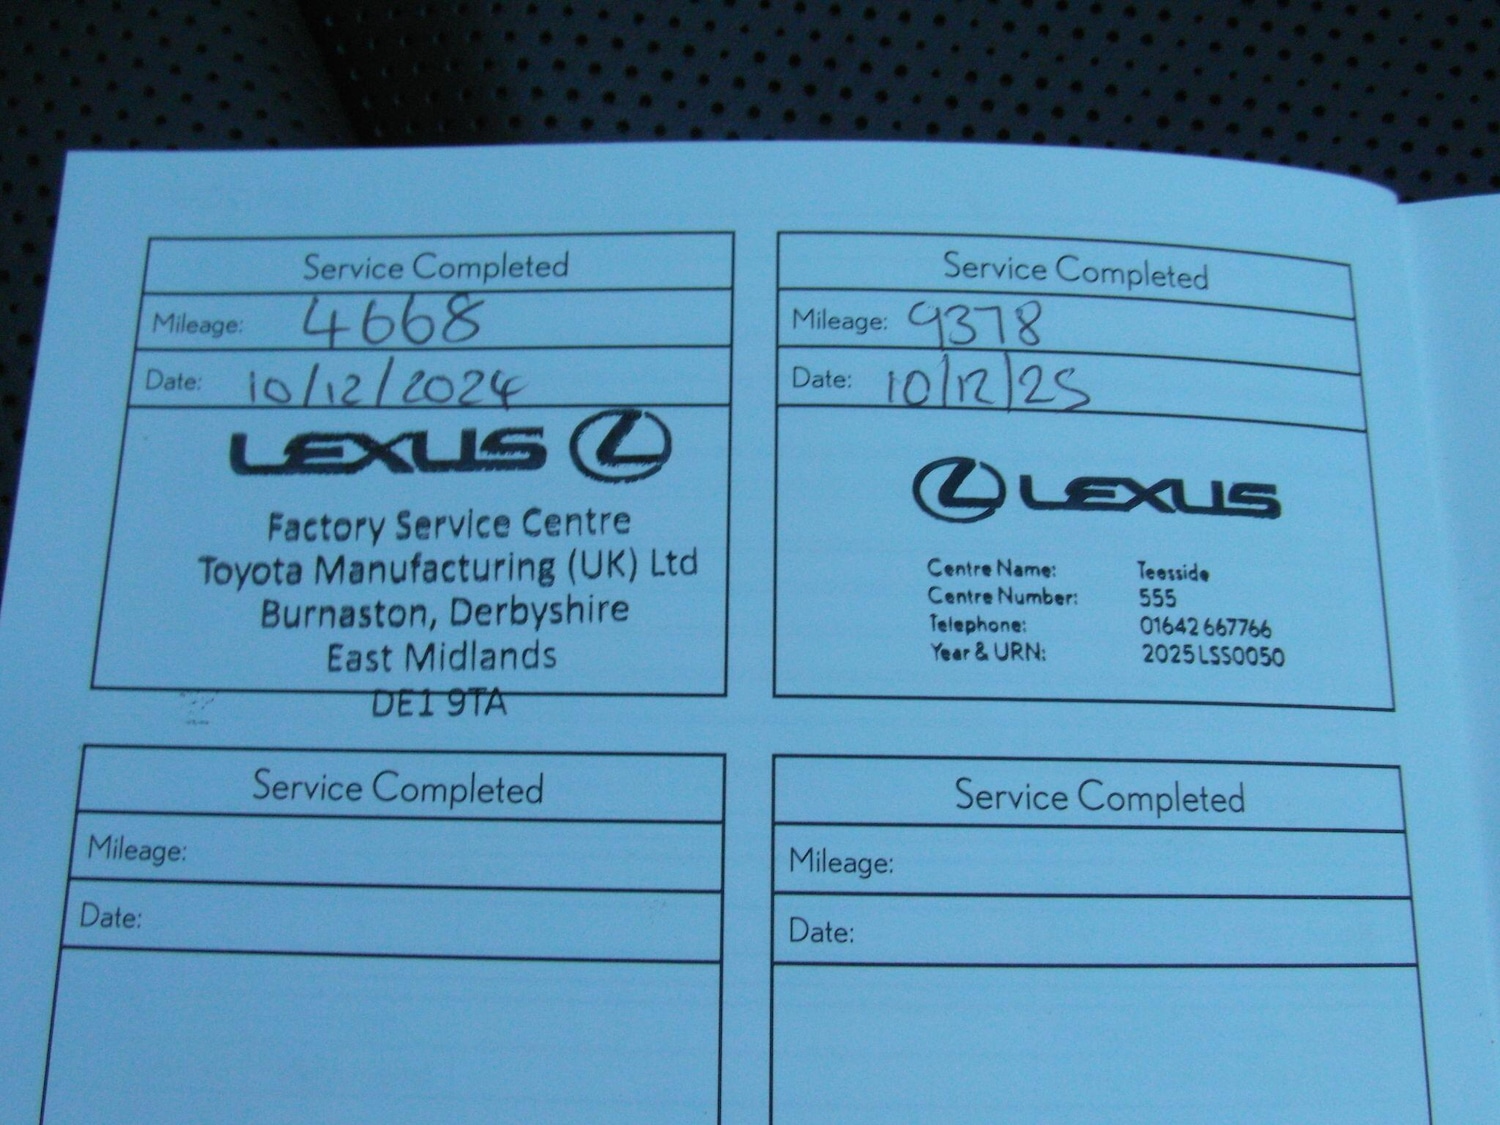 Service Completed
Mileage: 4668
Date: 10/12/2024
LEXUS
Factory Service Centre
Toyota Manufacturing (UK) Ltd
Burnaston, Derbyshire
East Midlands
DE1 9TA
Service Completed
Mileage: 9378
Date: 10/12/25
LEXUS
Centre Name: Teesside
Centre Number: 555
Telephone: 01642 667766
Year & URN: 2025LSS0050
Service Completed
Mileage:
Date:
Service Completed
Mileage:
Date: